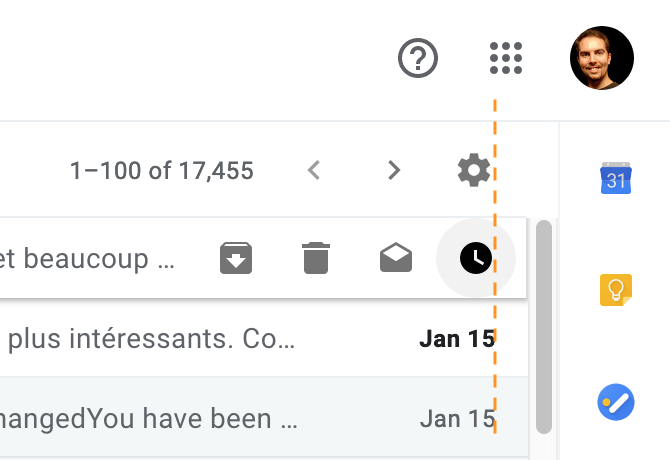 ?
1–100 of 17,455
31
et beaucoup ...
plus intéressants. Co...
Jan 15
hangedYou have been ...
Jan 15